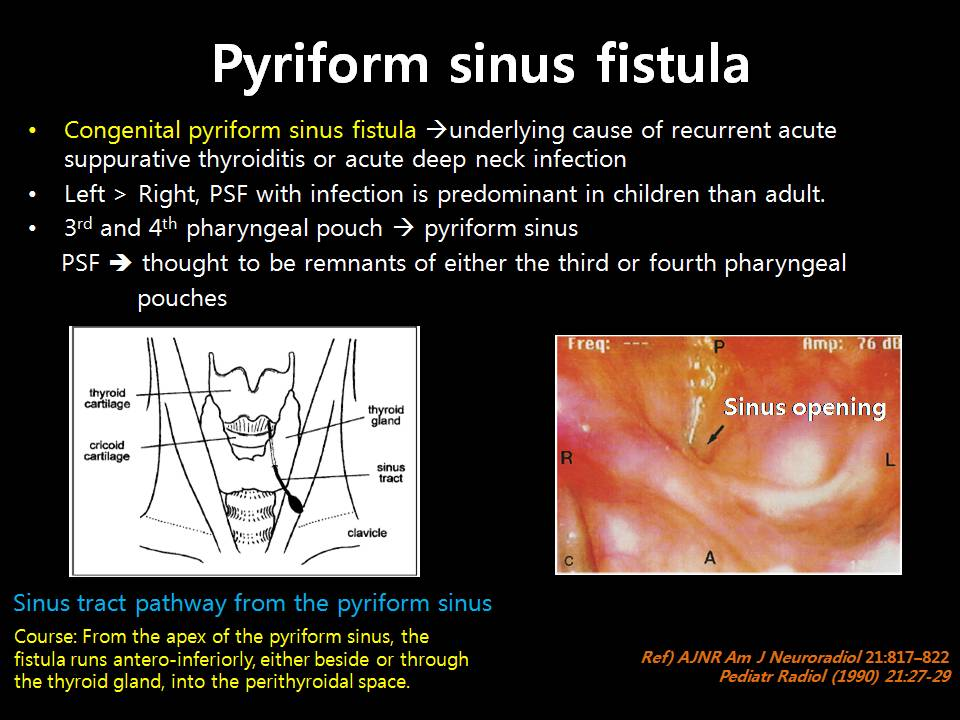 Pyriform sinus fistula
• Congenital pyriform sinus fistula →underlying cause of recurrent acute
suppurative thyroiditis or acute deep neck infection
• Left > Right, PSF with infection is predominant in children than adult.
• 3rd and 4th pharyngeal pouch → pyriform sinus
PSF ➔ thought to be remnants of either the third or fourth pharyngeal
pouches
thyroid
cartilage
cricoid
cartilage
thyroid
gland
sinus
tract
clavicle
Freq: ---
P
Amp: 76 dB
Sinus opening
R
L
A
C
Sinus tract pathway from the pyriform sinus
Course: From the apex of the pyriform sinus, the
fistula runs antero-inferiorly, either beside or through
the thyroid gland, into the perithyroidal space.
Ref) AJNR Am J Neuroradiol 21:817–822
Pediatr Radiol (1990) 21:27-29